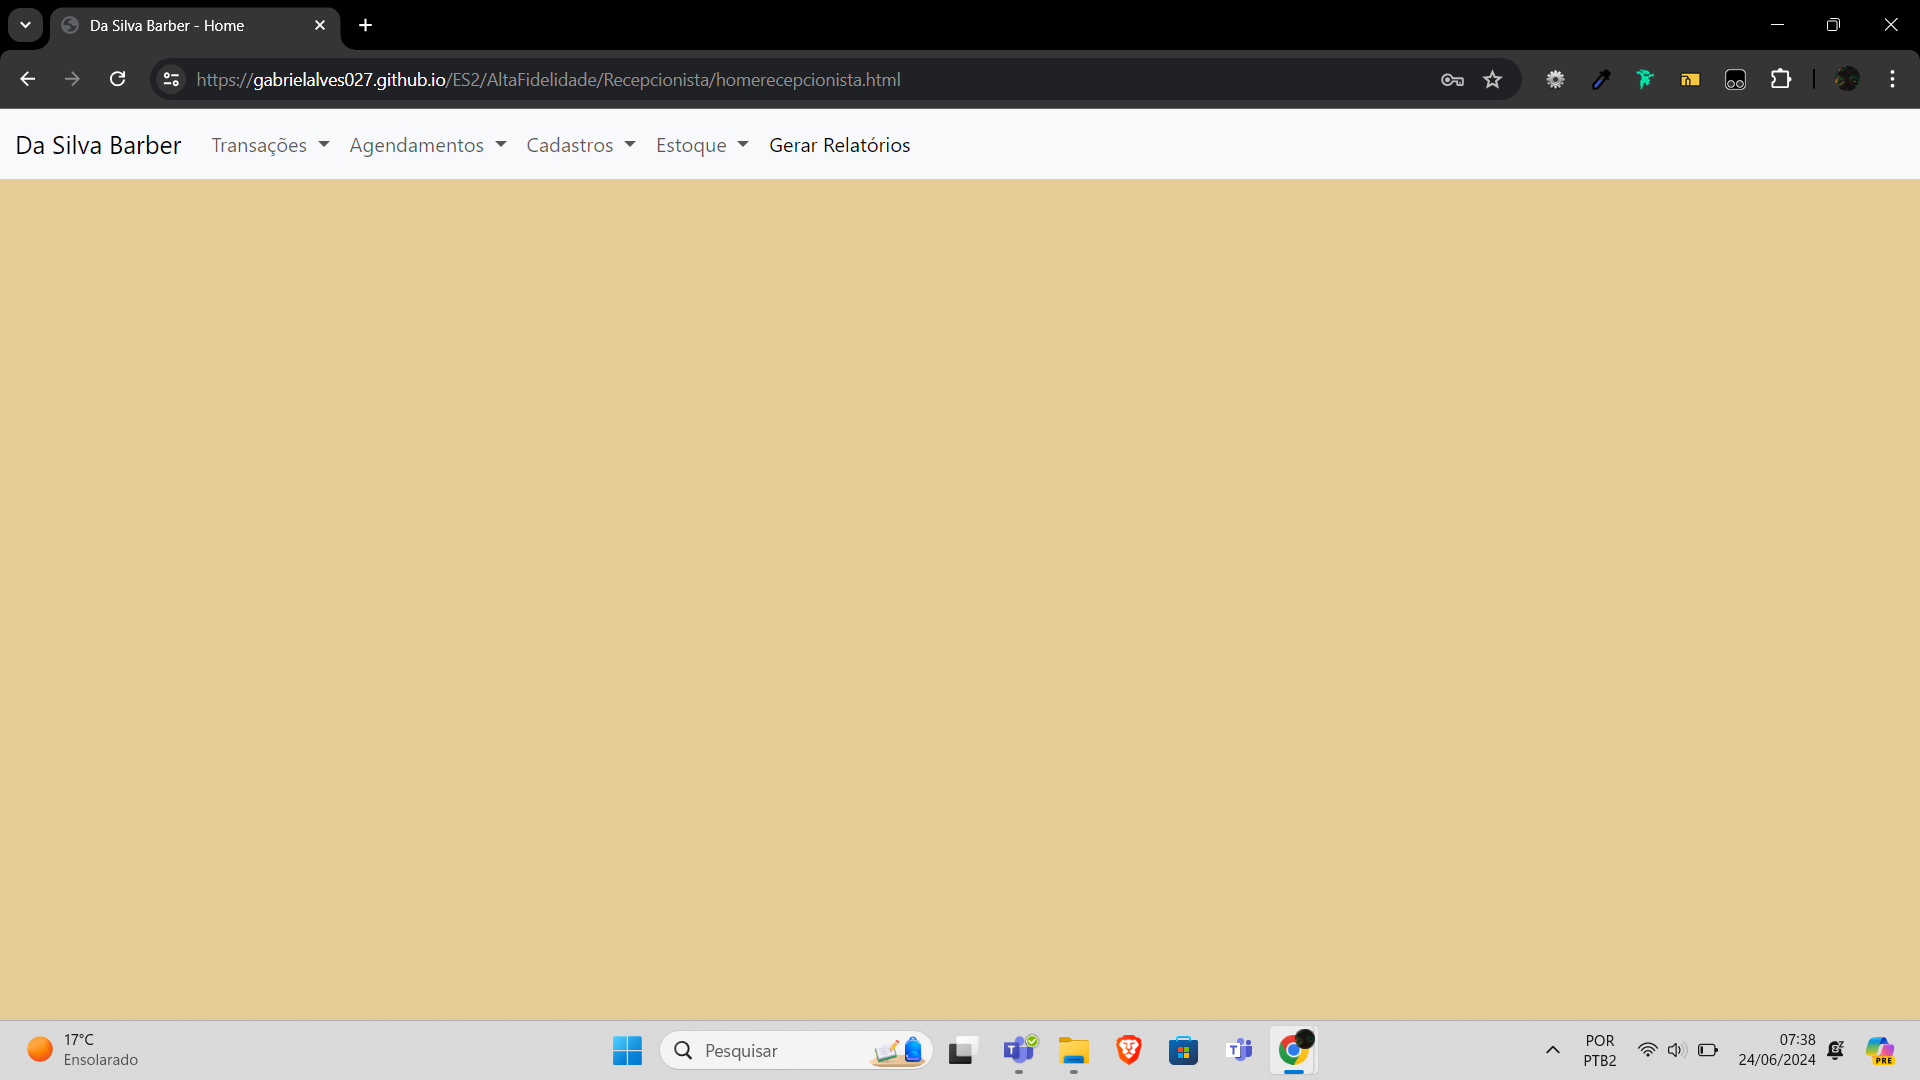 Da Silva Barber - Home
https://gabrielalves027.github.io/ES2/AltaFidelidade/Recepcionista/homerecepcionista.html
Da Silva Barber Transações Agendamentos Cadastros Estoque Gerar Relatórios
17°C
Ensolarado
Pesquisar
POR
PTB2
07:38
24/06/2024
PRE